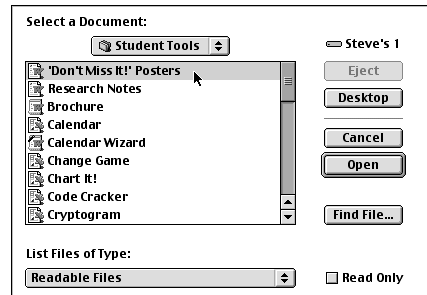 Select a Document:
Student Tools
Steve's 1
'Don't Miss It!' Posters
Research Notes
Brochure
Calendar
Calendar Wizard
Change Game
Chart It!
Code Cracker
Cryptogram
Eject
Desktop
Cancel
Open
Find File...
List Files of Type:
Readable Files
Read Only